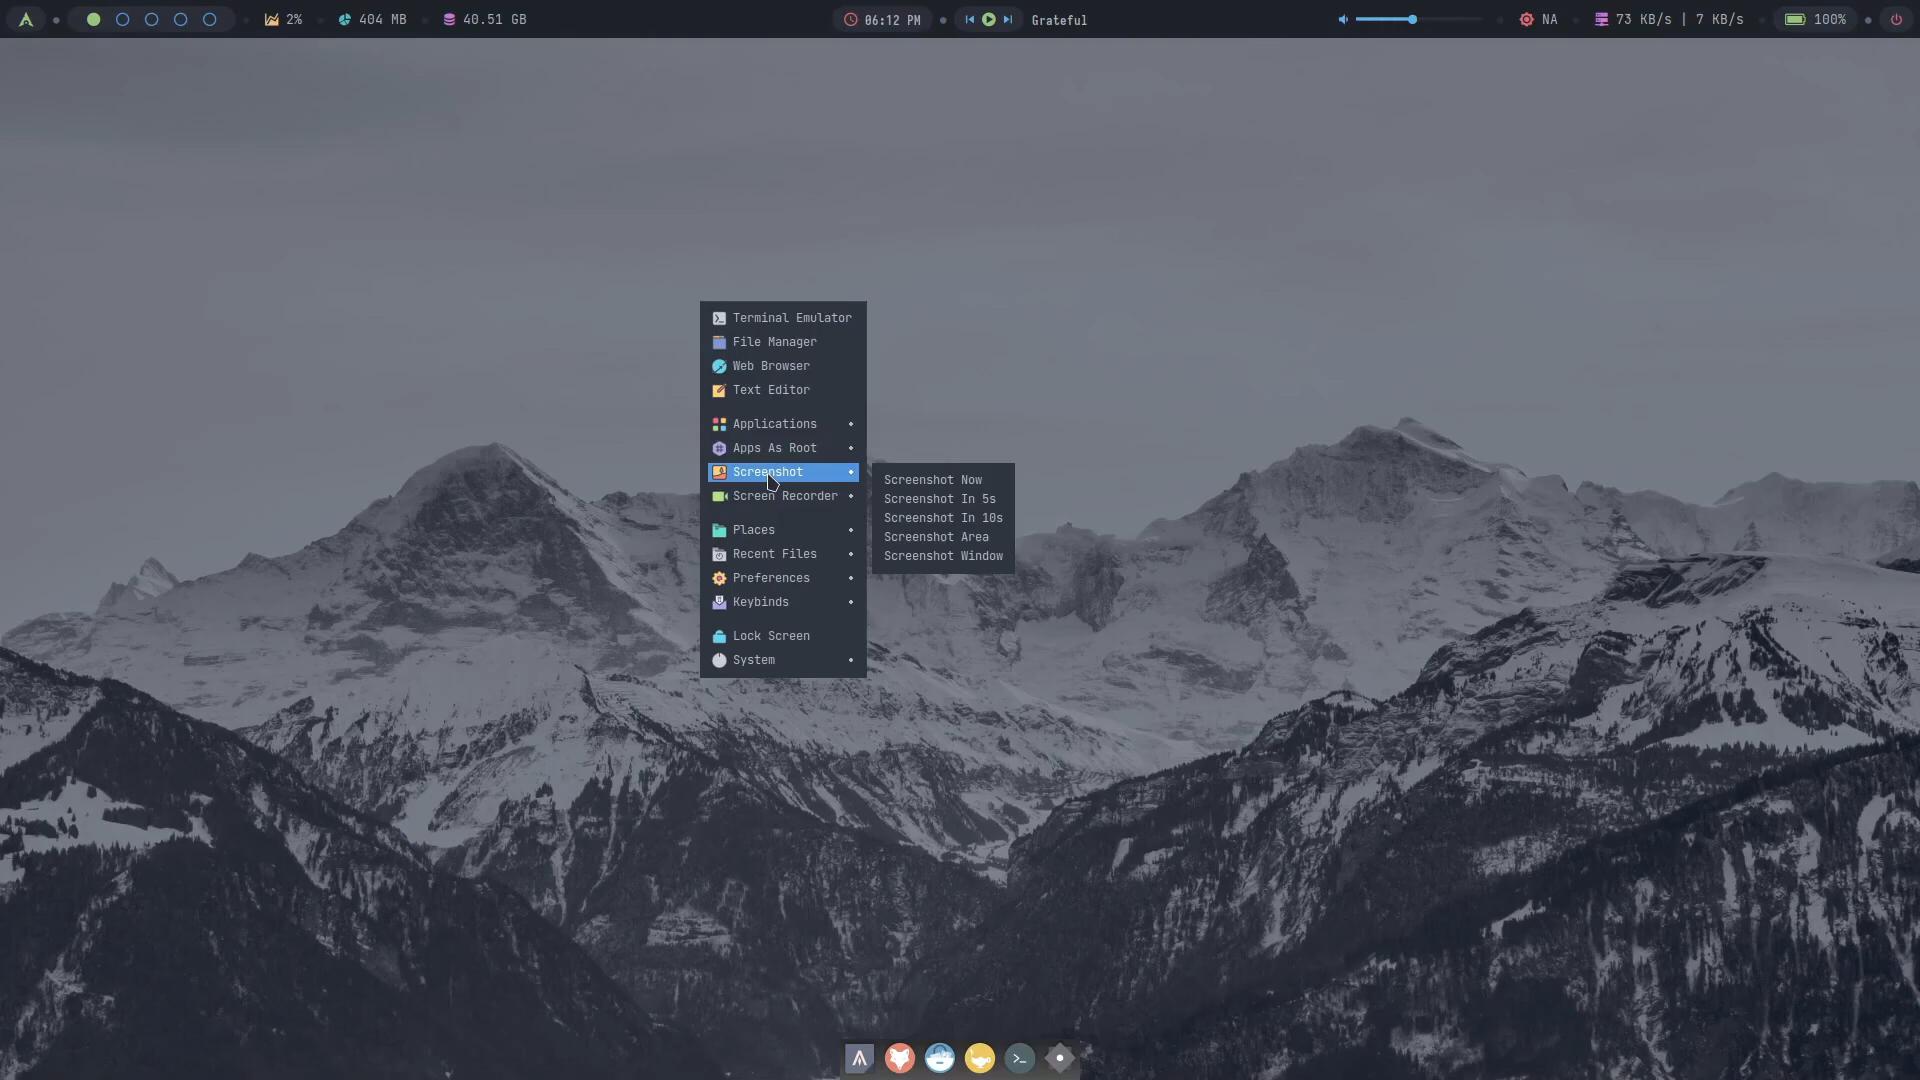 2%
404 MB
40.51 GB
06:12 PM
Grateful
NA
73 KB/s | 7 KB/s
100%
Terminal Emulator
File Manager
Web Browser
Text Editor
Applications
Apps As Root
Screenshot
Screen Recorder
Places
Recent Files
Preferences
Keybinds
Lock Screen
System
Screenshot Now
Screenshot In 5s
Screenshot In 10s
Screenshot Area
Screenshot Window